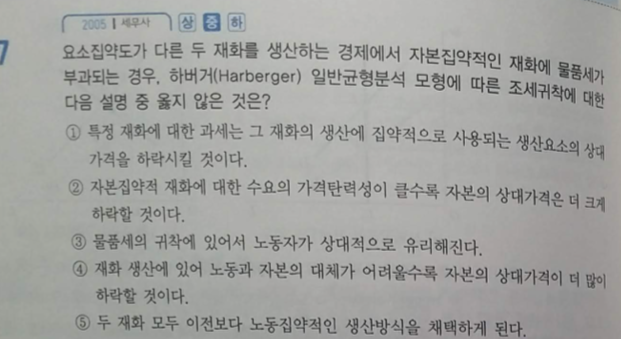 7
2005 | 세무사 상 중 하
요소집약도가 다른 두 재화를 생산하는 경제에서 자본집약적인 재화에 물품세가
부과되는 경우, 하버거(Harberger) 일반균형분석 모형에 따른 조세귀착에 대한
다음 설명 중 옳지 않은 것은?
① 특정 재화에 대한 과세는 그 재화의 생산에 집약적으로 사용되는 생산요소의 상대
가격을 하락시킬 것이다.
② 자본집약적 재화에 대한 수요의 가격탄력성이 클수록 자본의 상대가격은 더 크게
하락할 것이다.
③ 물품세의 귀착에 있어서 노동자가 상대적으로 유리해진다.
④ 재화 생산에 있어 노동과 자본의 대체가 어려울수록 자본의 상대가격이 더 많이
하락할 것이다.
⑤ 두 재화 모두 이전보다 노동집약적인 생산방식을 채택하게 된다.